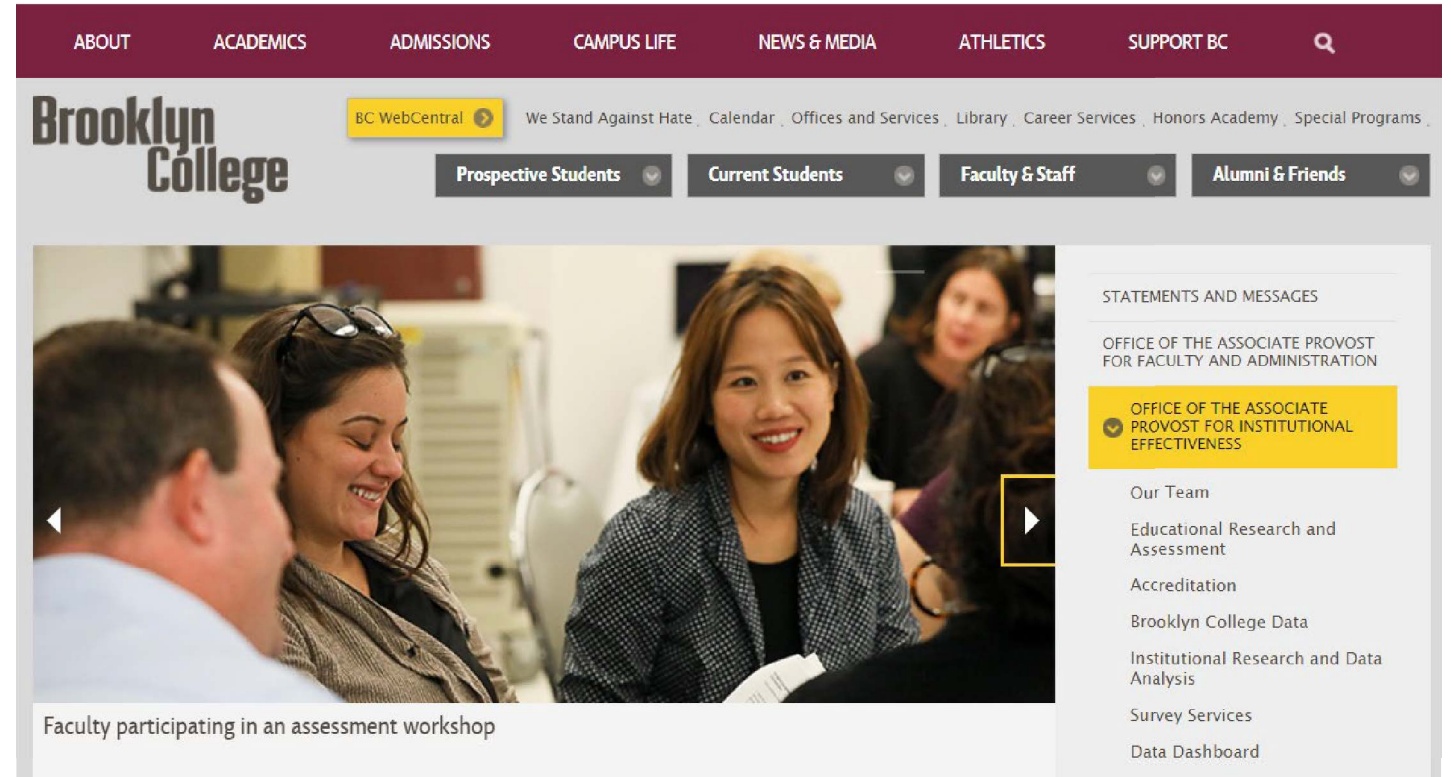 ABOUT ACADEMICS ADMISSIONS CAMPUS LIFE NEWS & MEDIA ATHLETICS SUPPORT BC
Brooklyn
College
BC WebCentral We Stand Against Hate Calendar Offices and Services Library Career Services Honors Academy Special Programs
Prospective Students Current Students Faculty & Staff Alumni & Friends
Faculty participating in an assessment workshop
STATEMENTS AND MESSAGES
OFFICE OF THE ASSOCIATE PROVOST
FOR FACULTY AND ADMINISTRATION
OFFICE OF THE ASSOCIATE
PROVOST FOR INSTITUTIONAL
EFFECTIVENESS
Our Team
Educational Research and
Assessment
Accreditation
Brooklyn College Data
Institutional Research and Data
Analysis
Survey Services
Data Dashboard